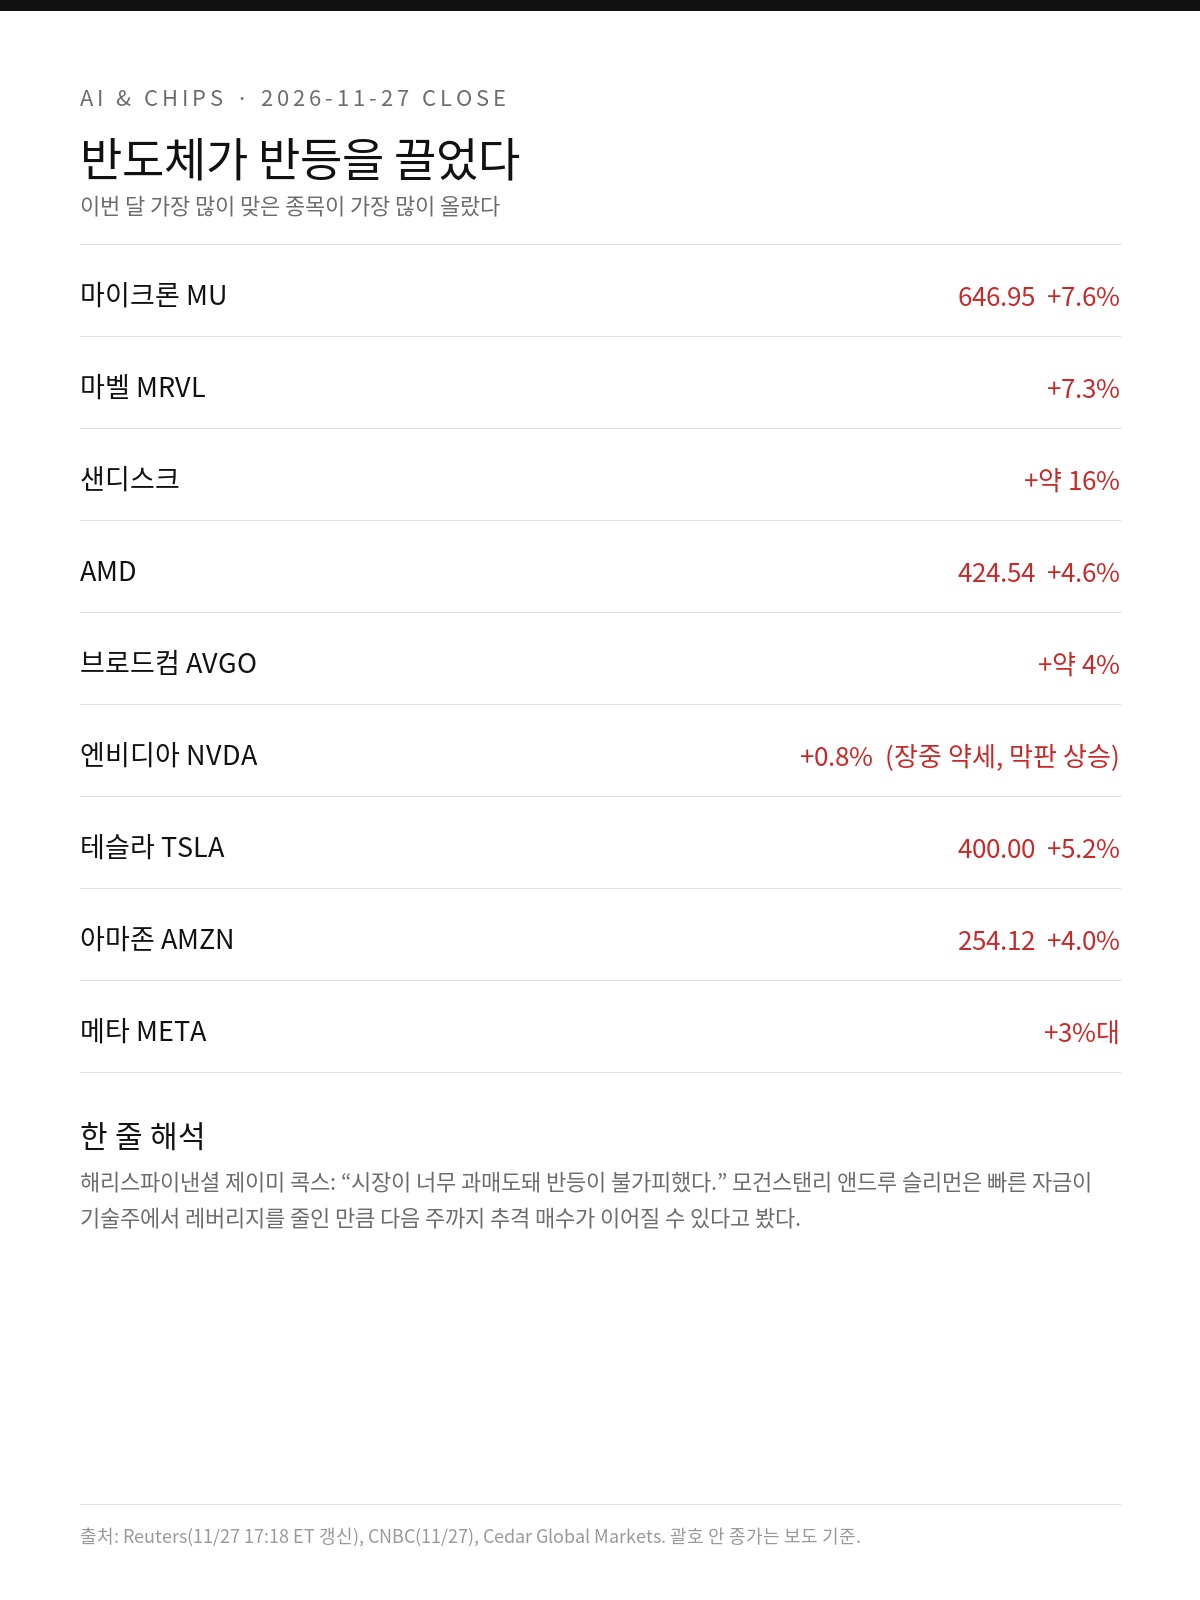 AI & CHIPS · 2026-11-27 CLOSE
반도체가 반등을 끌었다
이번 달 가장 많이 맞은 종목이 가장 많이 올랐다
마이크론 MU 646.95 +7.6%
마벨 MRVL +7.3%
샌디스크 +약 16%
AMD 424.54 +4.6%
브로드컴 AVGO +약 4%
엔비디아 NVDA +0.8% (장중 약세, 막판 상승)
테슬라 TSLA 400.00 +5.2%
아마존 AMZN 254.12 +4.0%
메타 META +3%대
한 줄 해석
해리스파이낸셜 제이미 콕스: “시장이 너무 과매도돼 반등이 불가피했다.” 모건스탠리 앤드루 슬리먼은 빠른 자금이
기술주에서 레버리지를 줄인 만큼 다음 주까지 추격 매수가 이어질 수 있다고 봤다.
출처: Reuters(11/27 17:18 ET 갱신), CNBC(11/27), Cedar Global Markets. 괄호 안 종가는 보도 기준.